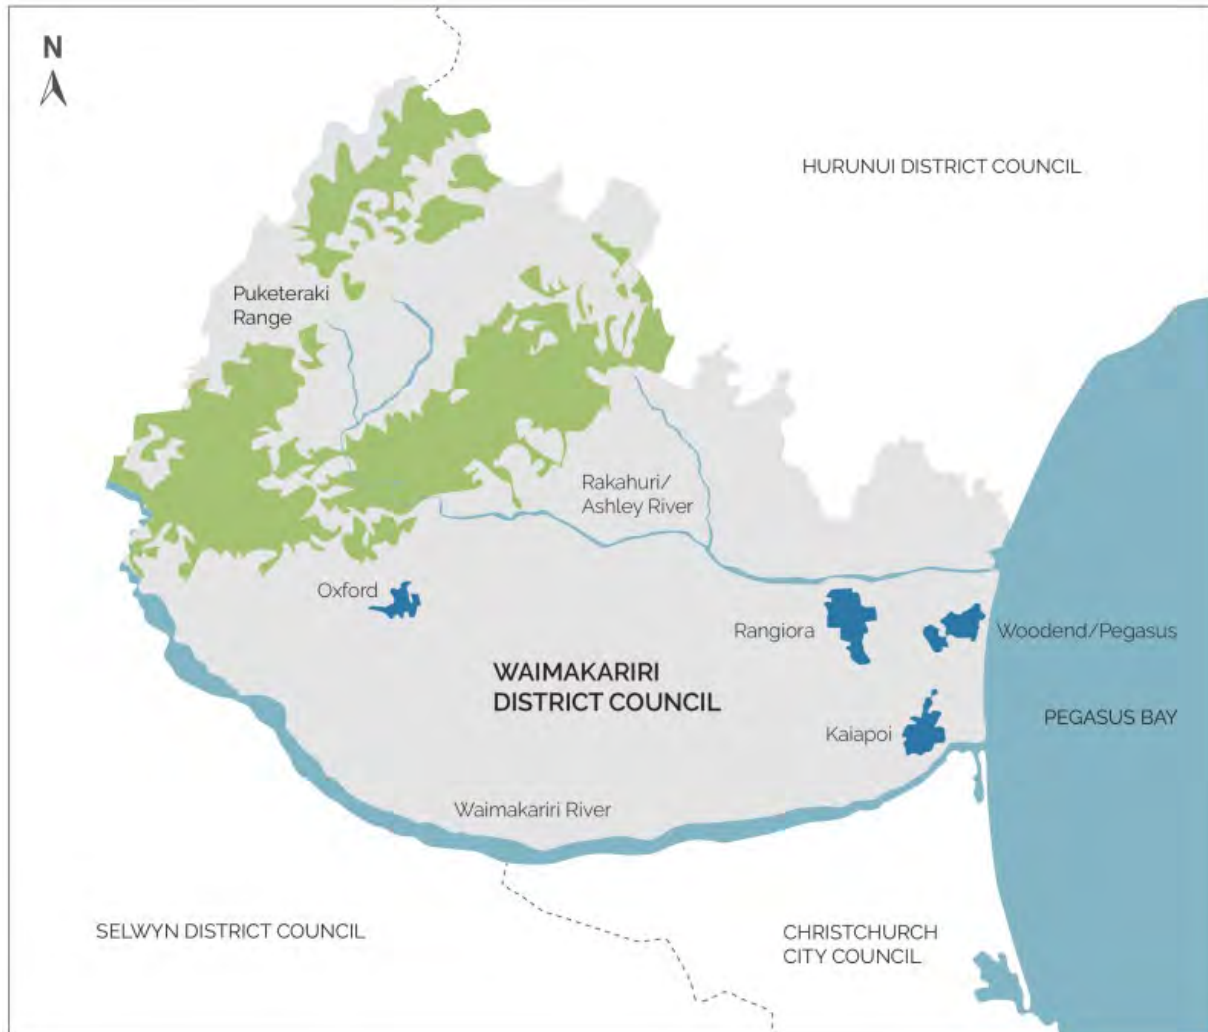 N
HURUNUI DISTRICT COUNCIL
Puketeraki
Range
Rakahuri/
Ashley River
Oxford
Rangiora
Woodend/Pegasus
WAIMAKARIRI
DISTRICT COUNCIL
PEGASUS BAY
Kaiapoi
Waimakariri River
SELWYN DISTRICT COUNCIL
CHRISTCHURCH
CITY COUNCIL